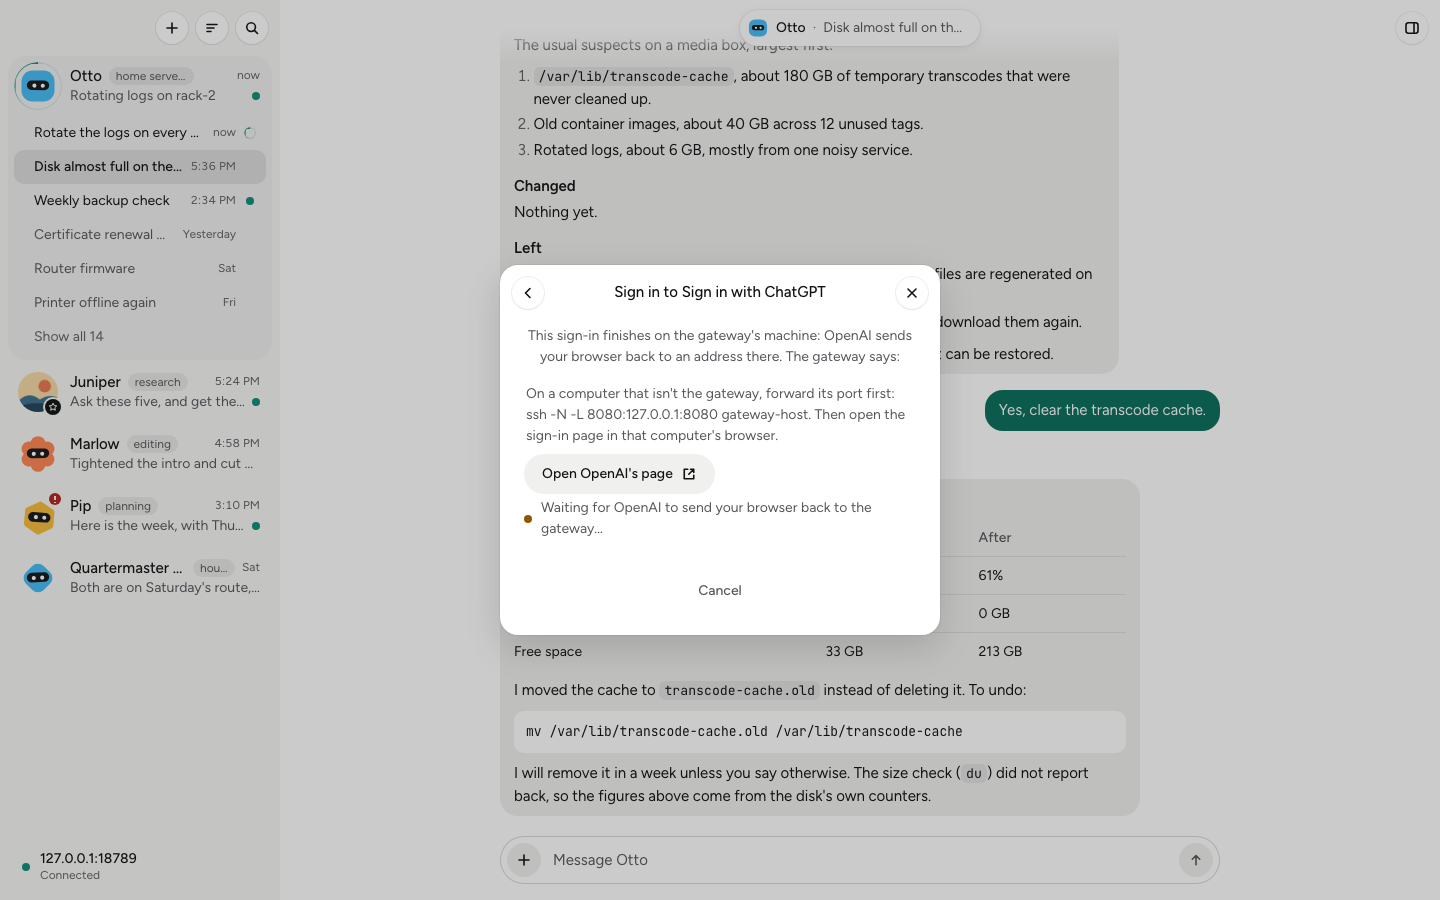 Otto home serve... now
Rotating logs on rack-2
Rotate the logs on every ... now
Disk almost full on the... 5:36 PM
Weekly backup check 2:34 PM
Certificate renewal ... Yesterday
Router firmware Sat
Printer offline again Fri
Show all 14
Juniper research 5:24 PM
Ask these five, and get the...
Marlow editing 4:58 PM
Tightened the intro and cut ...
Pip planning 3:10 PM
Here is the week, with Thu...
Quartermaster ... hou... Sat
Both are on Saturday's route,...
127.0.0.1:18789
Connected
Otto · Disk almost full on th...
The usual suspects on a media box, largest first:
1. /var/lib/transcode-cache, about 180 GB of temporary transcodes that were
never cleaned up.
2. Old container images, about 40 GB across 12 unused tags.
3. Rotated logs, about 6 GB, mostly from one noisy service.
Changed
Nothing yet.
Left
files are regenerated on
download them again.
can be restored.
Yes, clear the transcode cache.
Sign in to Sign in with ChatGPT
This sign-in finishes on the gateway's machine: OpenAI sends
your browser back to an address there. The gateway says:
On a computer that isn't the gateway, forward its port first:
ssh -N -L 8080:127.0.0.1:8080 gateway-host. Then open the
sign-in page in that computer's browser.
Open OpenAI's page
Waiting for OpenAI to send your browser back to the
gateway...
Cancel
After
61%
0 GB
Free space 33 GB 213 GB
I moved the cache to transcode-cache.old instead of deleting it. To undo:
mv /var/lib/transcode-cache.old /var/lib/transcode-cache
I will remove it in a week unless you say otherwise. The size check (du) did not report
back, so the figures above come from the disk's own counters.
Message Otto